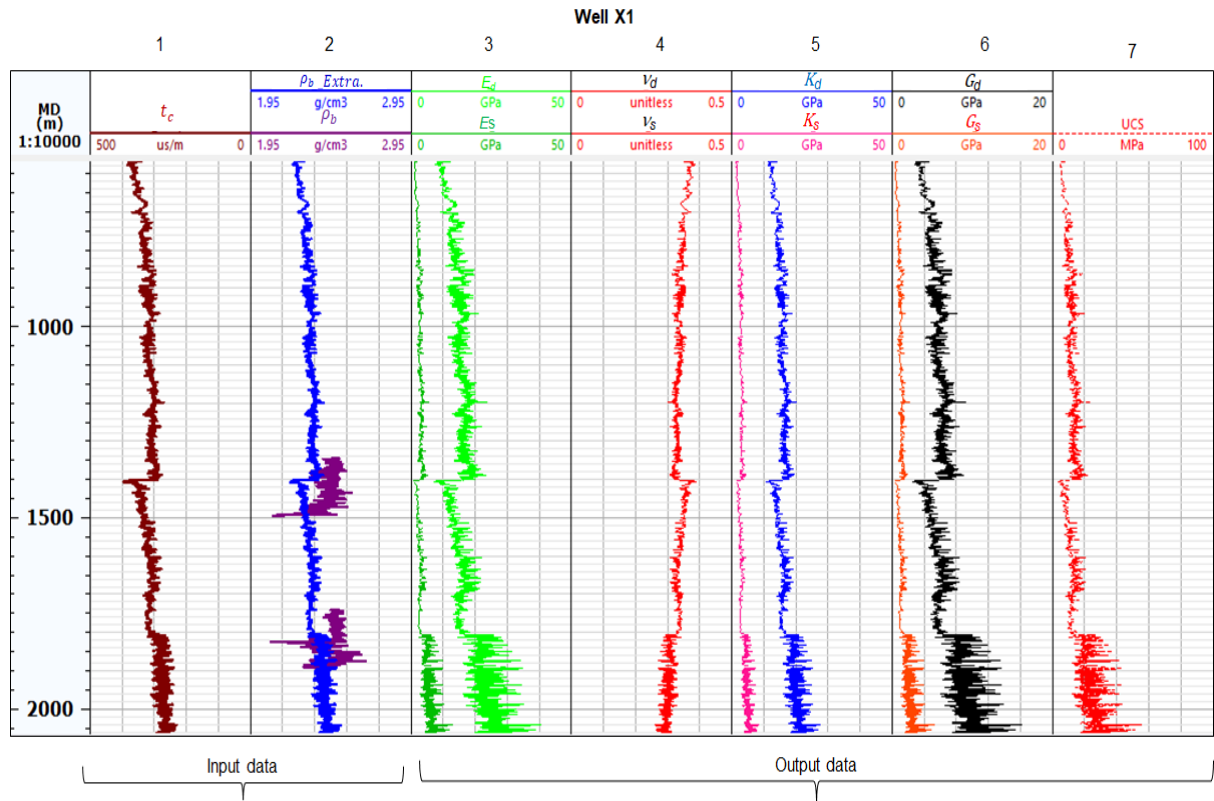 Well X1
1 2 3 4 5 6 7
MD
(m)
1:10000
t_c
500 us/m 0
ρ_b_Extra.
1.95 g/cm3 2.95
ρ_b
1.95 g/cm3 2.95
E_d
0 GPa 50
Es
0 GPa 50
ν_d
0 unitless 0.5
ν_s
0 unitless 0.5
K_d
0 GPa 50
K_s
0 GPa 50
G_d
0 GPa 20
G_s
0 GPa 20
UCS
0 MPa 100
1000
1500
2000
Input data
Output data